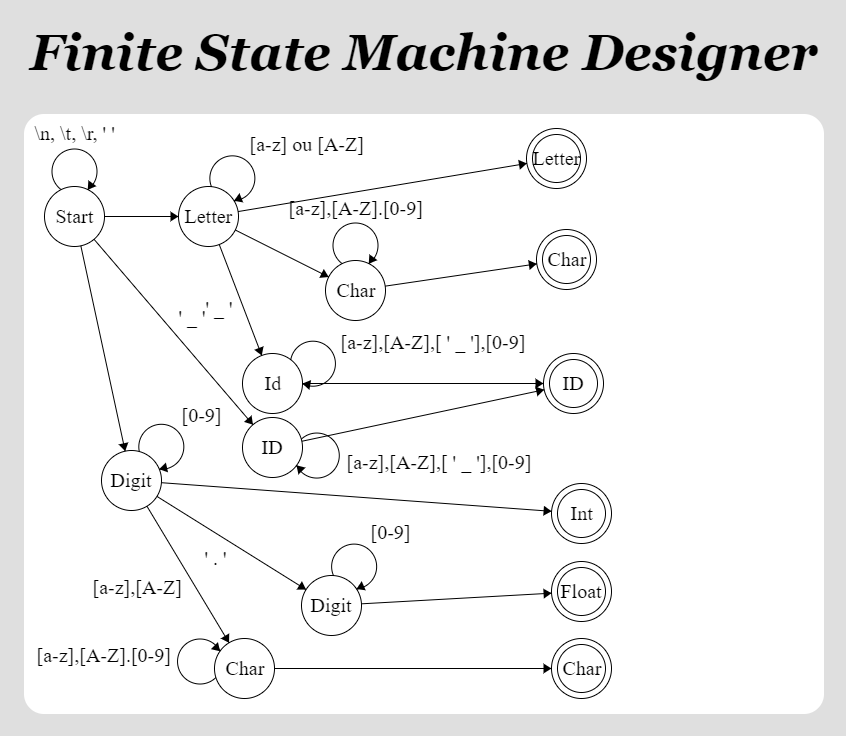 Finite State Machine Designer
\n, \t, \r, ' '
[a-z] ou [A-Z]
Letter
Start
Letter
[a-z],[A-Z].[0-9]
Char
Char
' _ '
' _ '
[a-z],[A-Z],[ ' _ '],[0-9]
Id
ID
[0-9]
ID
[a-z],[A-Z],[ ' _ '],[0-9]
Digit
Int
[0-9]
' . '
[a-z],[A-Z]
Digit
Float
[a-z],[A-Z].[0-9]
Char
Char